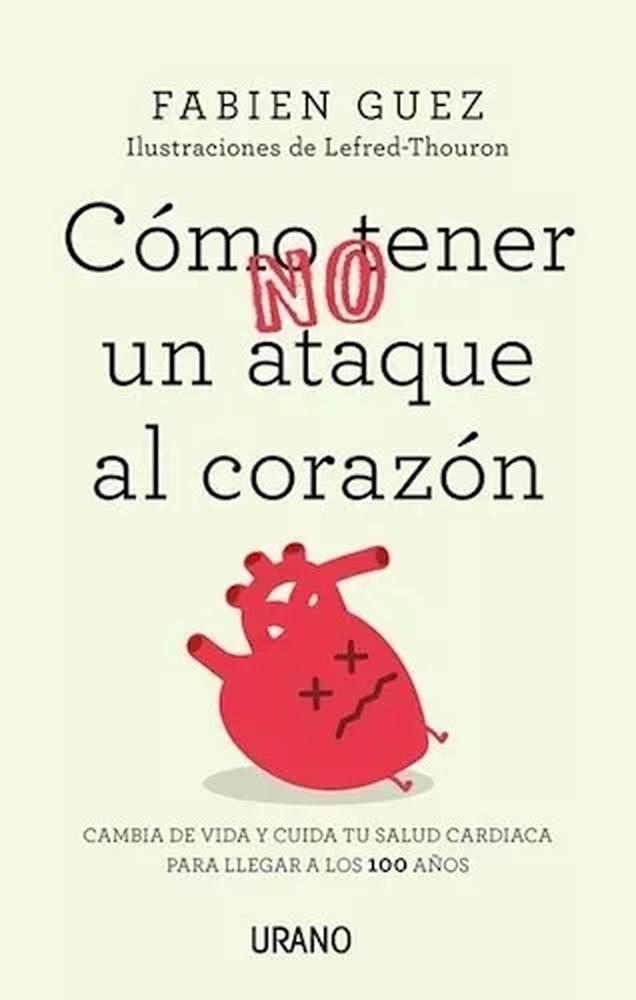 FABIEN GUEZ
Ilustraciones de Lefred-Thouron
Cómo tener
NO
un ataque
al corazón
CAMBIA DE VIDA Y CUIDA TU SALUD CARDIACA
PARA LLEGAR A LOS 100 AÑOS
URANO